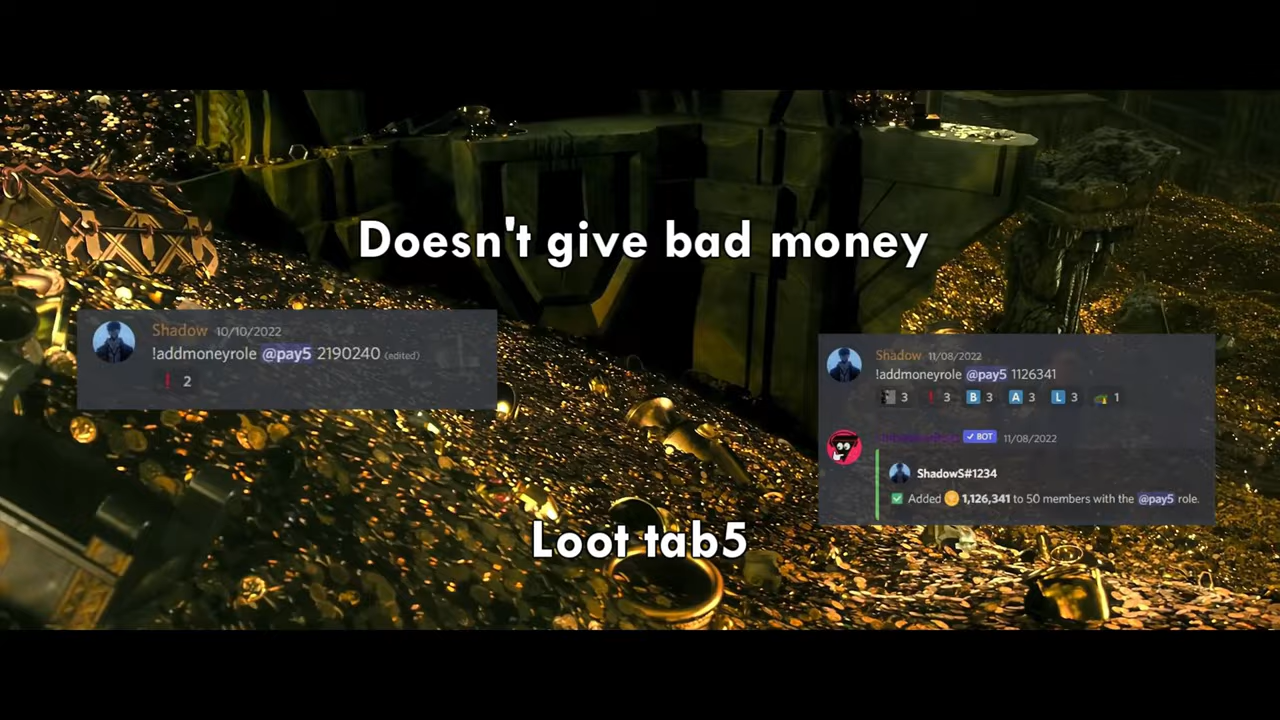 Doesn't give bad money
Shadow 10/10/2022
!addmoneyrole @pay5 2190240 (edited)
2
Shadow 11/08/2022
!addmoneyrole @pay5 1126341
3 3 B 3 A 3 L 3 1
BOT 11/08/2022
ShadowS#1234
Added 1,126,341 to 50 members with the @pay5 role.
Loot tab5